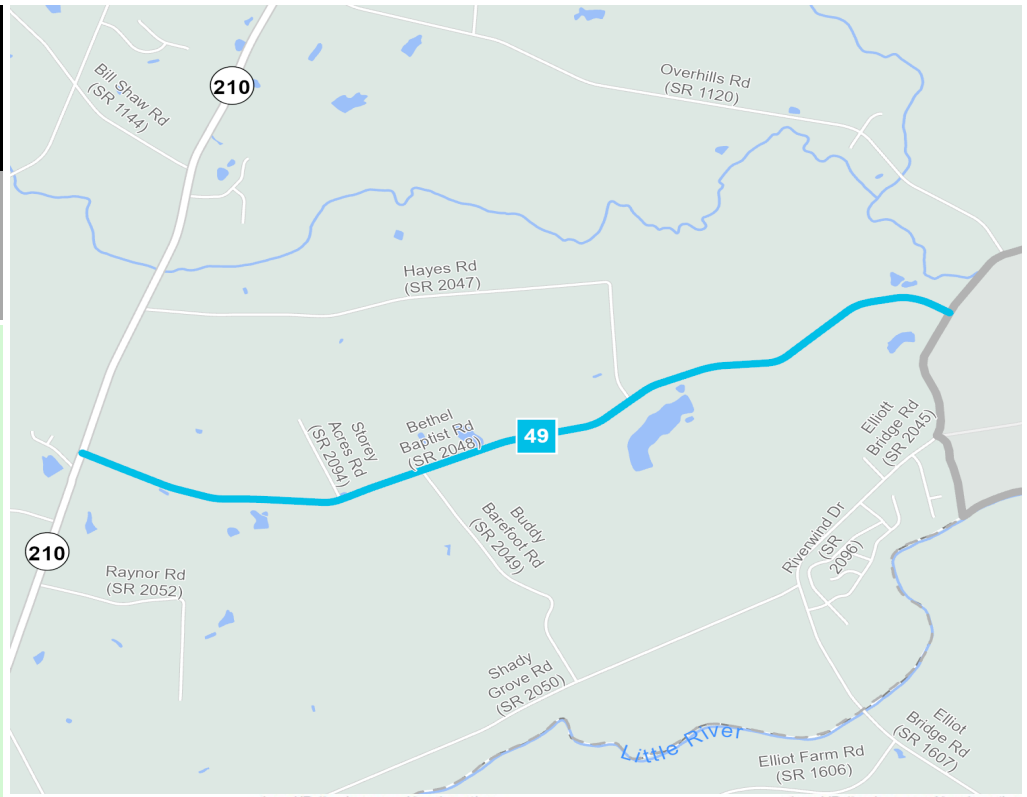 Overhills Rd
(SR 1120)
Bill Shaw Rd
(SR 1144)
210
Hayes Rd
(SR 2047)
Storey
Acres Rd
(SR 2094)
Bethel
Baptist Rd
(SR 2048)
49
Elliott
Bridge Rd
(SR 2045)
Buddy
Barefoot Rd
(SR 2049)
Riverwind Dr
(SR
2096)
210
Raynor Rd
(SR 2052)
Shady
Grove Rd
(SR 2050)
Little River
Elliot
Bridge Rd
(SR 1607)
Elliot Farm Rd
(SR 1606)